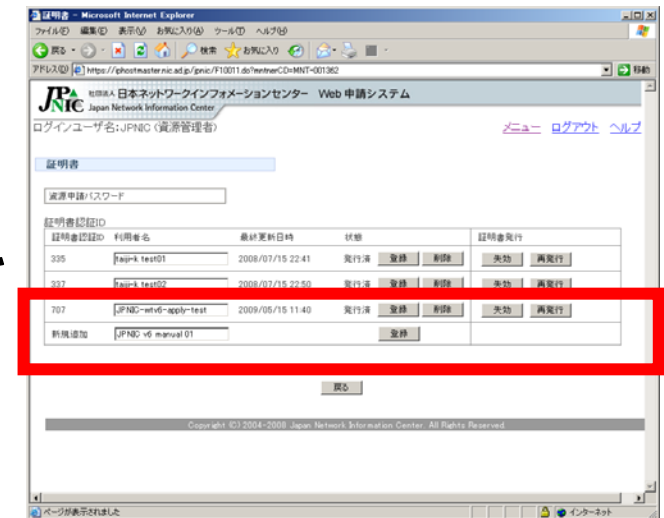 証明書 - Microsoft Internet Explorer
ファイル(F) 編集(E) 表示(V) お気に入り(A) ツール(T) ヘルプ(H)
戻る 検索 お気に入り
アドレス(D) https://iphostmaster.nic.ad.jp/jpnic/F10011.do?mntnerCD=MNT-001362 移動
JPNIC 社団法人 日本ネットワークインフォメーションセンター Web 申請システム
Japan Network Information Center
ログインユーザ名:JPNIC (資源管理者) メニュー ログアウト ヘルプ
証明書
資源申請パスワード
証明書認証ID
証明書認証ID 利用者名 最終更新日時 状態 証明書発行
335 taiji-k test01 2008/07/15 22:41 発行済 登録 削除 失効 再発行
337 taiji-k test02 2008/07/15 22:50 発行済 登録 削除 失効 再発行
707 JPNIC-wtv6-apply-test 2009/05/15 11:40 発行済 登録 削除 失効 再発行
新規追加 JPNIC v6 manual 01 登録
戻る
Copyright (C) 2004-2008 Japan Network Information Center. All Rights Reserved.
ページが表示されました インターネット